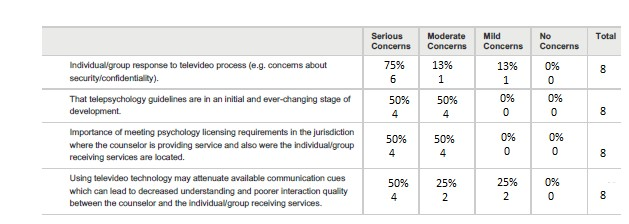 Serious Concerns Moderate Concerns Mild Concerns No Concerns Total
Individual/group response to televideo process (e.g. concerns about 75% 13% 13% 0%
security/confidentiality). 6 1 1 0 8
That telepsychology guidelines are in an initial and ever-changing stage of 50% 50% 0% 0%
development. 4 4 0 0 8
Importance of meeting psychology licensing requirements in the jurisdiction
where the counselor is providing service and also were the individual/group 50% 50% 0% 0%
receiving services are located. 4 4 0 0 8
Using televideo technology may attenuate available communication cues
which can lead to decreased understanding and poorer interaction quality 50% 25% 25% 0%
between the counselor and the individual/group receiving services. 4 2 2 0 8